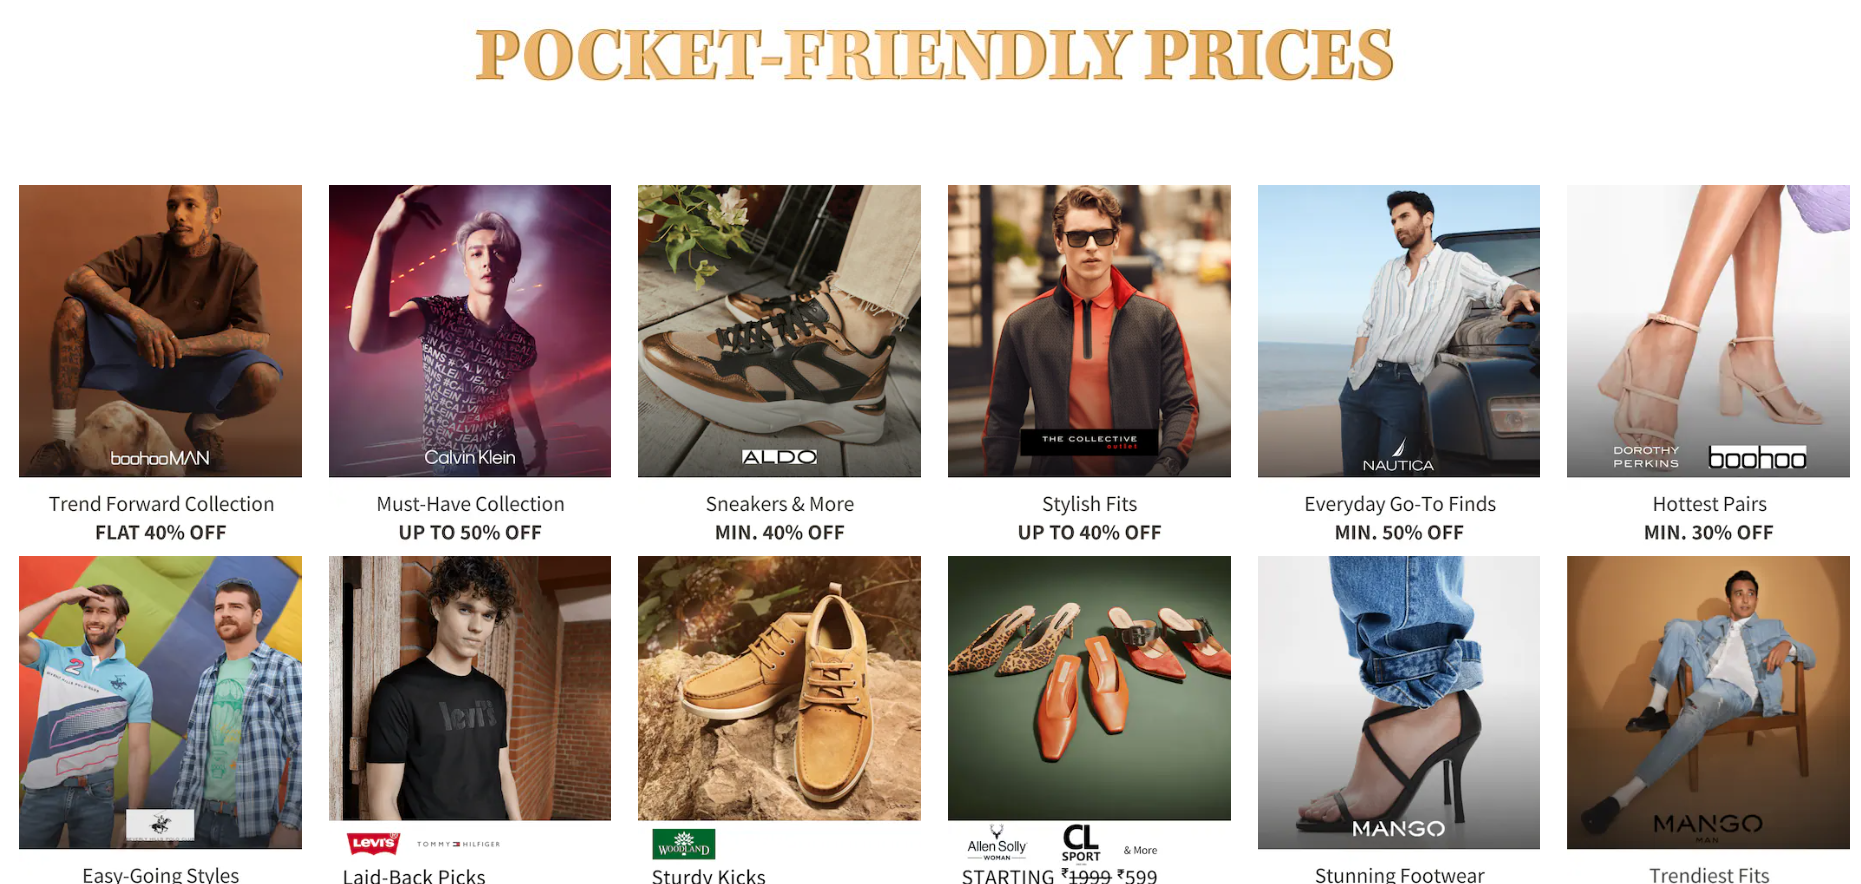 POCKET-FRIENDLY PRICES
boohooMAN
Calvin Klein
ALDO
THE COLLECTIVE
outlet
NAUTICA
DOROTHY
PERKINS
boohoo
Trend Forward Collection
FLAT 40% OFF
Must-Have Collection
UP TO 50% OFF
Sneakers & More
MIN. 40% OFF
Stylish Fits
UP TO 40% OFF
Everyday Go-To Finds
MIN. 50% OFF
Hottest Pairs
MIN. 30% OFF
2
levi's
MANGO
MANGO
MAN
Easy-Going Styles
Levi's
TOMMY HILFIGER
Laid-Back Picks
WOODLAND
Sturdy Kicks
Allen Solly
WOMAN
CL
SPORT
& More
STARTING ₹1999 ₹599
Stunning Footwear
Trendiest Fits